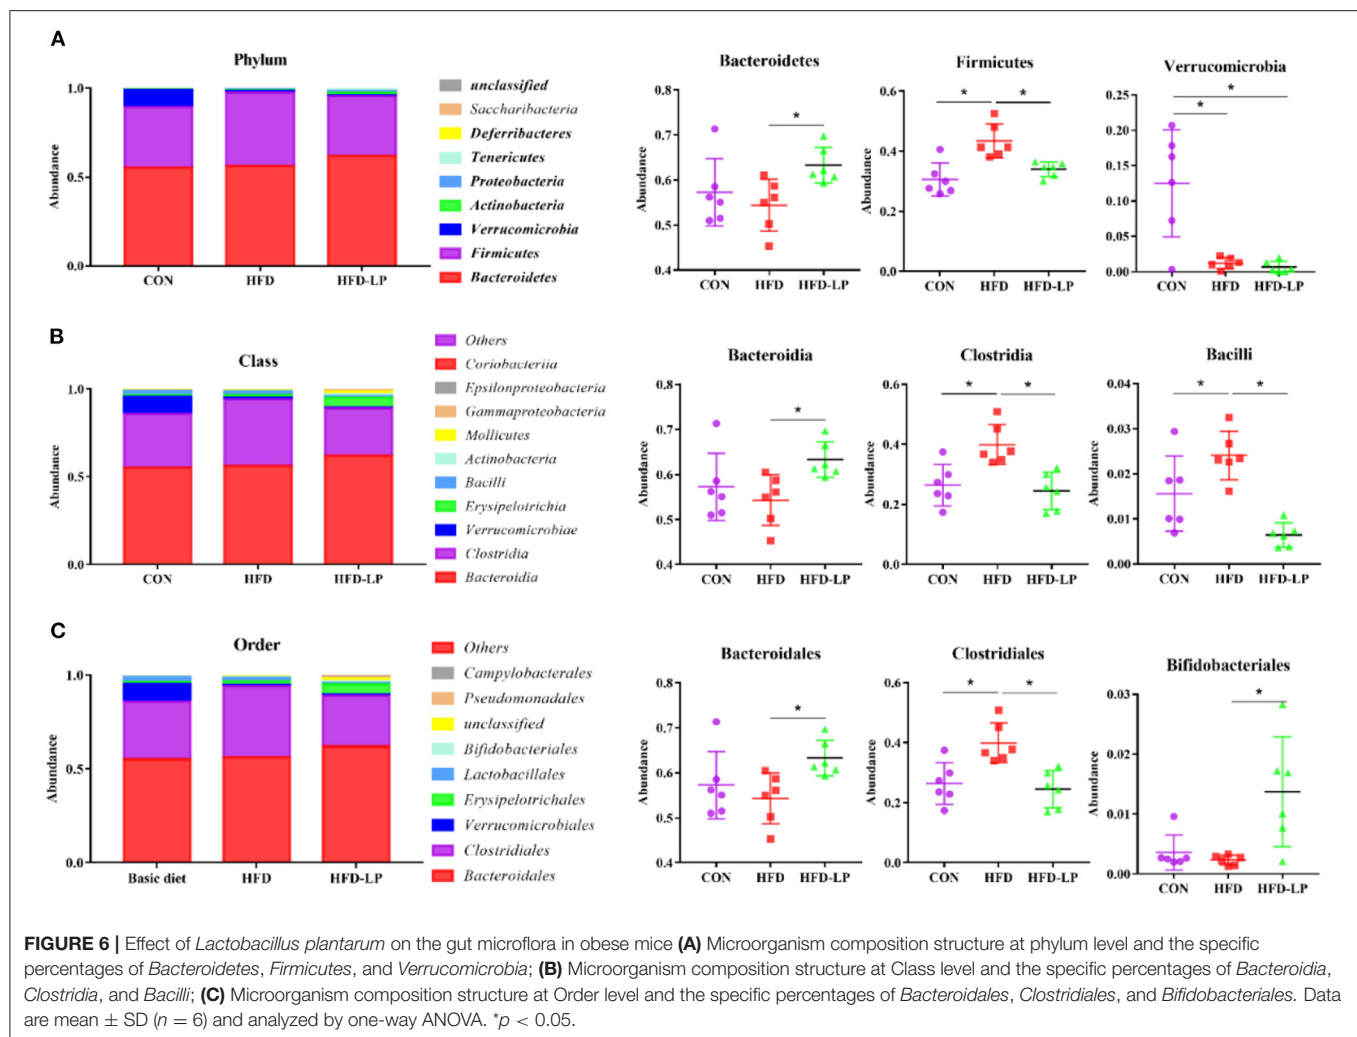 A
Phylum
Abundance
1.0
0.5
0.0
CON
HFD
HFD-LP
unclassified
Saccharibacteria
Deferribacteres
Tenericutes
Proteobacteria
Actinobacteria
Verrucomicrobia
Firmicutes
Bacteroidetes
Bacteroidetes
Abundance
0.8
0.7
0.6
0.5
0.4
*
CON
HFD
HFD-LP
Firmicutes
Abundance
0.6
0.4
0.2
0.0
* *
CON
HFD
HFD-LP
Verrucomicrobia
Abundance
0.25
0.20
0.15
0.10
0.05
0.00
*
*
CON
HFD
HFD-LP
B
Class
Abundance
1.0
0.5
0.0
CON
HFD
HFD-LP
Others
Coriobacteriia
Epsilonproteobacteria
Gammaproteobacteria
Mollicutes
Actinobacteria
Bacilli
Erysipelotrichia
Verrucomicrobiae
Clostridia
Bacteroidia
Bacteroidia
Abundance
0.8
0.7
0.6
0.5
0.4
*
CON
HFD
HFD-LP
Clostridia
Abundance
0.6
0.4
0.2
0.0
* *
CON
HFD
HFD-LP
Bacilli
Abundance
0.04
0.03
0.02
0.01
0.00
* *
CON
HFD
HFD-LP
C
Order
Abundance
1.0
0.5
0.0
Basic diet
HFD
HFD-LP
Others
Campylobacterales
Pseudomonadales
unclassified
Bifidobacteriales
Lactobacillales
Erysipelotrichales
Verrucomicrobiales
Clostridiales
Bacteroidales
Bacteroidales
Abundance
0.8
0.7
0.6
0.5
0.4
*
CON
HFD
HFD-LP
Clostridiales
Abundance
0.6
0.4
0.2
0.0
* *
CON
HFD
HFD-LP
Bifidobacteriales
Abundance
0.03
0.02
0.01
0.00
*
CON
HFD
HFD-LP
FIGURE 6 | Effect of Lactobacillus plantarum on the gut microflora in obese mice (A) Microorganism composition structure at phylum level and the specific
percentages of Bacteroidetes, Firmicutes, and Verrucomicrobia; (B) Microorganism composition structure at Class level and the specific percentages of Bacteroidia,
Clostridia, and Bacilli; (C) Microorganism composition structure at Order level and the specific percentages of Bacteroidales, Clostridiales, and Bifidobacteriales. Data
are mean ± SD (n = 6) and analyzed by one-way ANOVA. *p < 0.05.